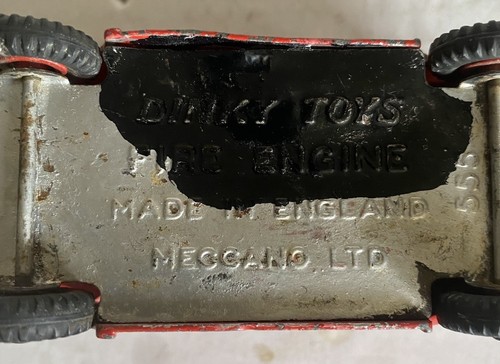 DINKY TOYS
FIRE ENGINE
MADE IN ENGLAND
MECCANO LTD
555